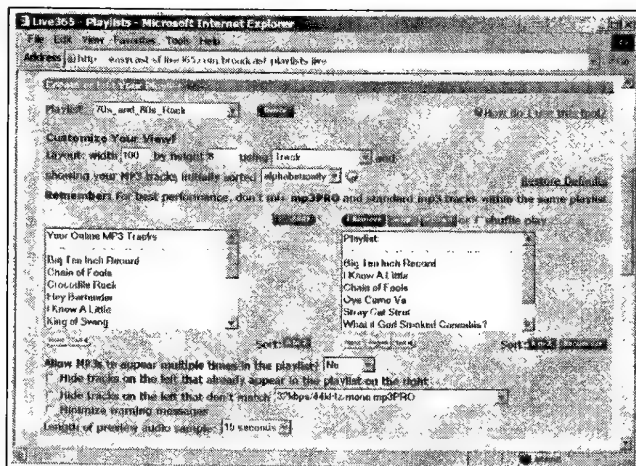 Live365 - Playlists - Microsoft Internet Explorer
File Edit View Favorites Tools Help
Address
Playlist: 70s_and_80s_Rock
How do I use this tool?
Customize Your View!
Layout: width 100 by height 8 using Track and
showing your MP3 tracks initially sorted alphabetically
Restore Defaults
Remember: For best performance, don't mix mp3PRO and standard mp3 tracks within the same playlist
or shuffle play
Your Online MP3 Tracks
Big Ten Inch Record
Chain of Fools
Crocodile Rock
Hey Bartender
I Know A Little
King of Swing
Playlist
Big Ten Inch Record
I Know A Little
Chain of Fools
Oye Como Va
Stray Cat Strut
What if God Smoked Cannabis?
Sort:
Sort:
Allow MP3s to appear multiple times in the playlist: No
Hide tracks on the left that already appear in the playlist on the right
Hide tracks on the left that don't match 32kbps/44kHz mono mp3PRO
Minimize warning messages
Length of preview audio sample: 15 seconds